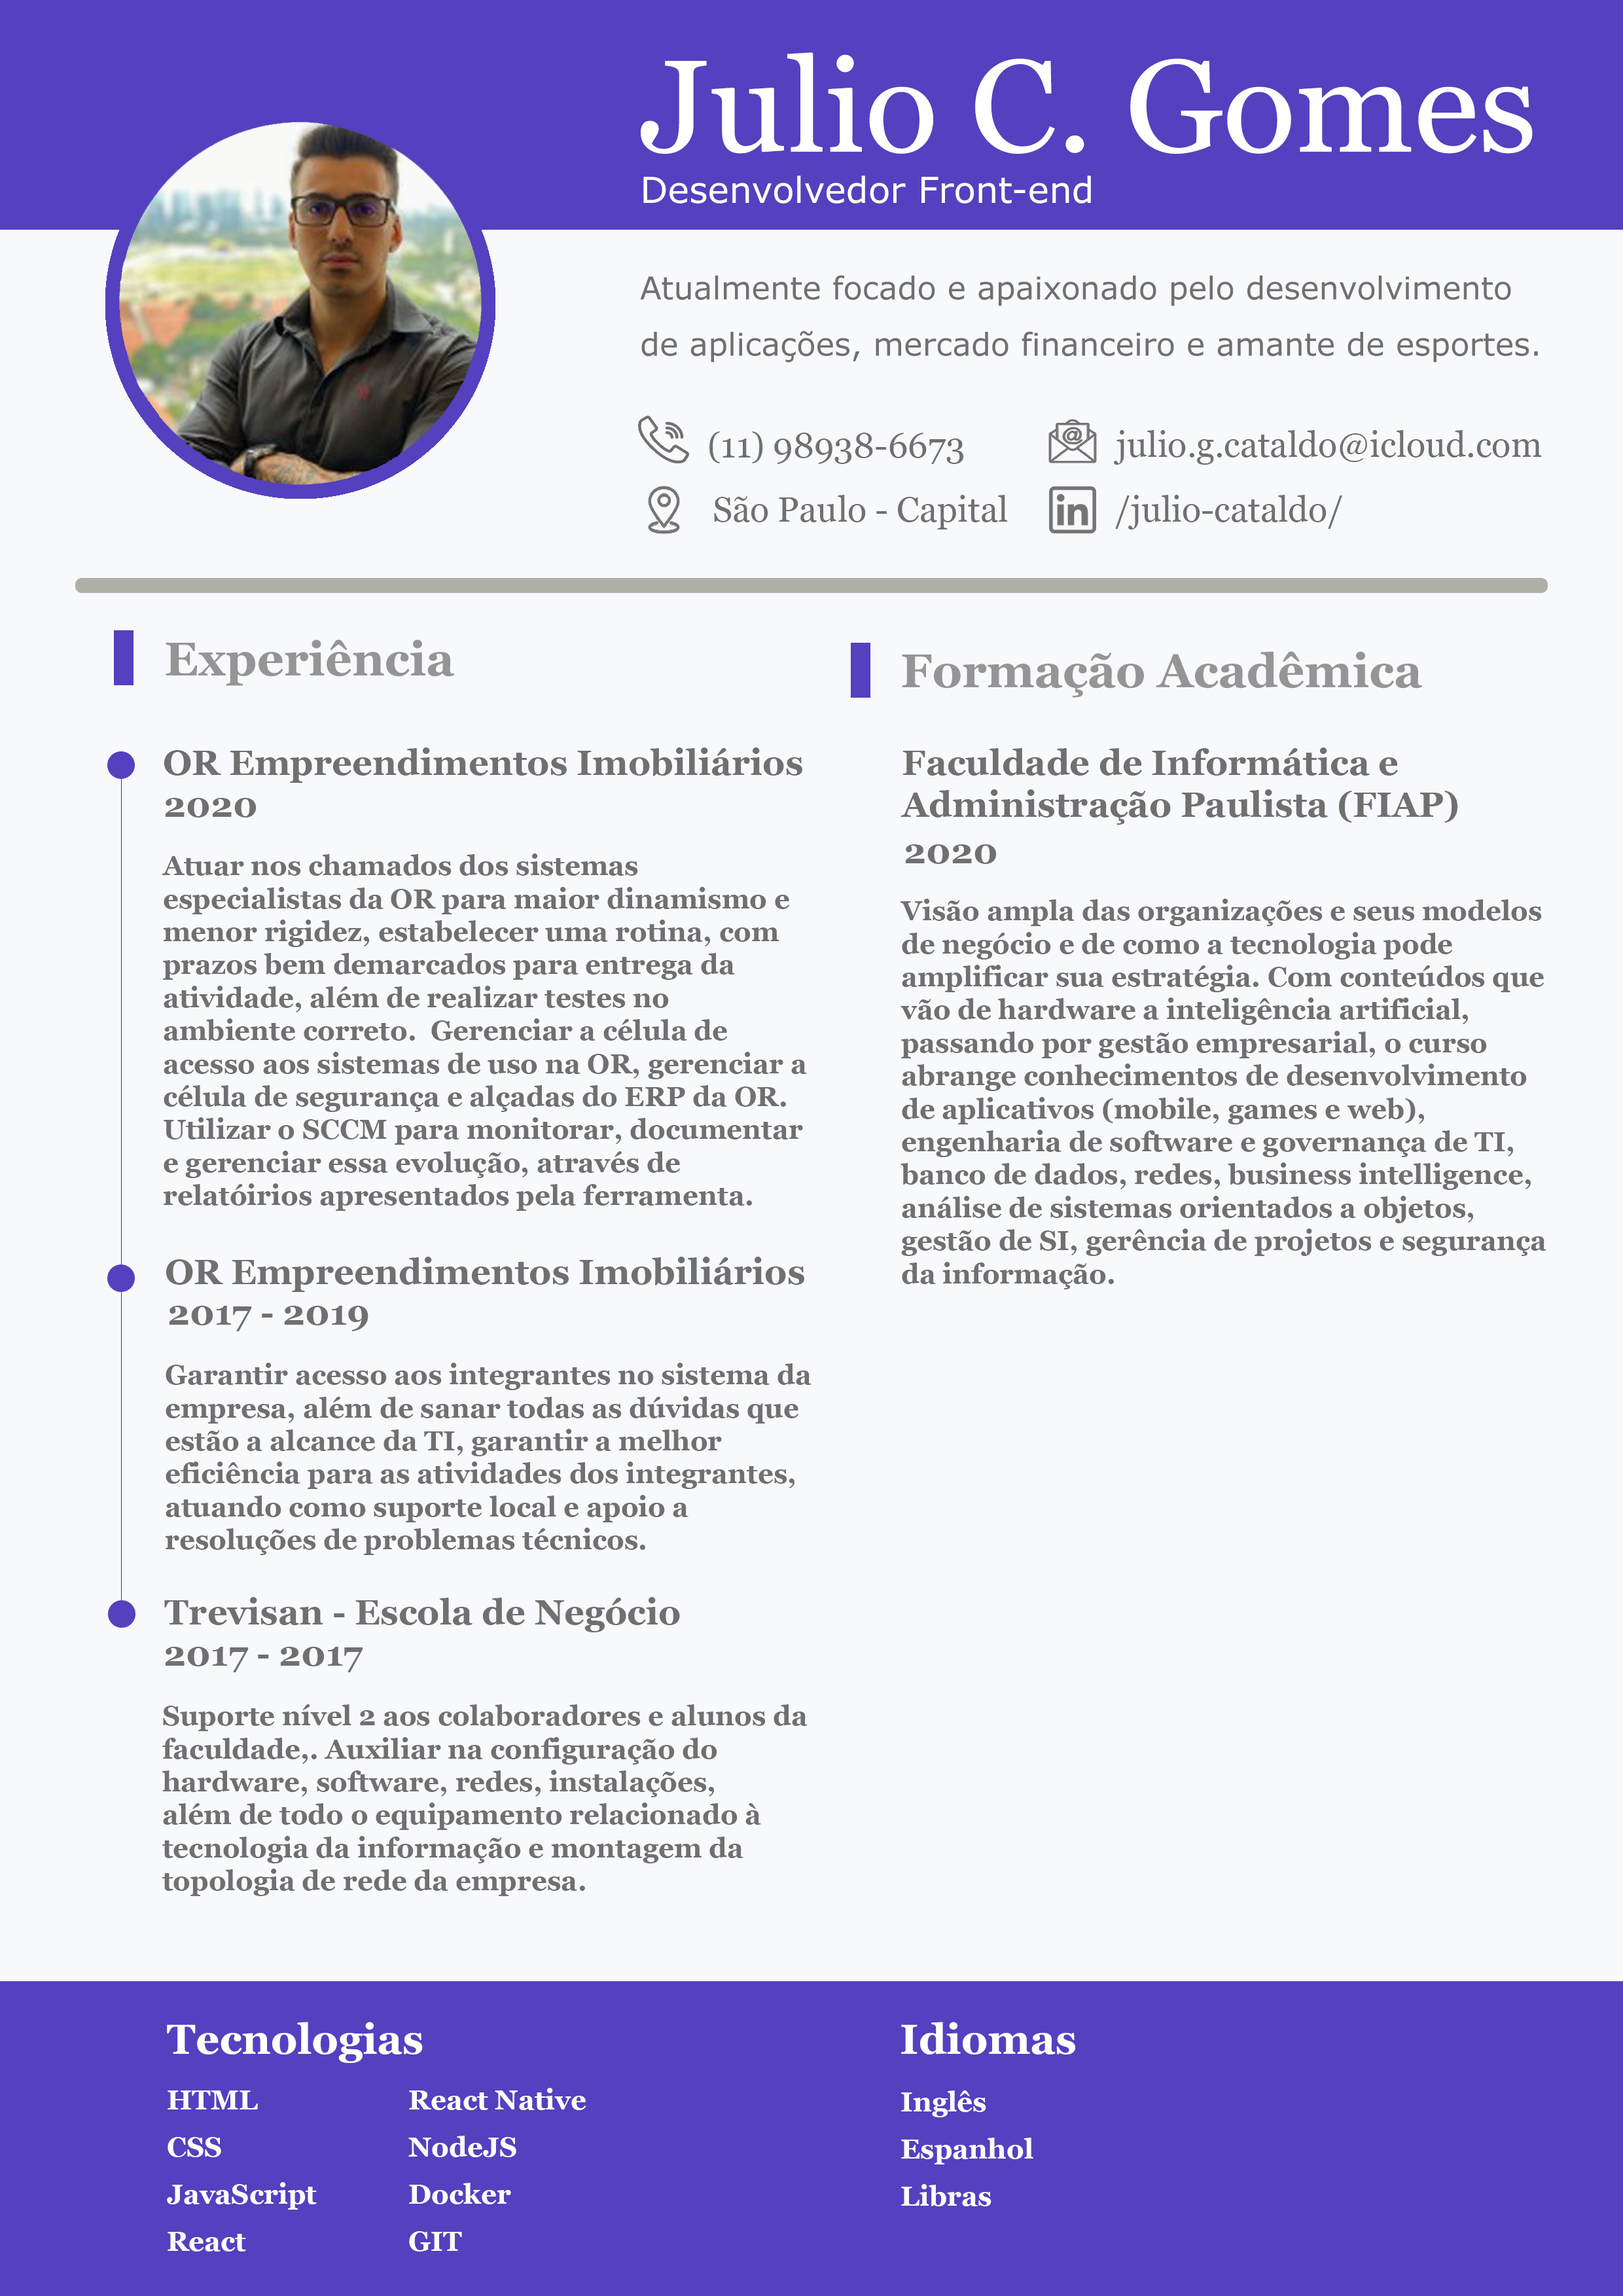 Julio C. Gomes
Desenvolvedor Front-end
Atualmente focado e apaixonado pelo desenvolvimento
de aplicações, mercado financeiro e amante de esportes.
(11) 98938-6673
julio.g.cataldo@icloud.com
São Paulo - Capital
/julio-cataldo/
Experiência
OR Empreendimentos Imobiliários
2020
Atuar nos chamados dos sistemas
especialistas da OR para maior dinamismo e
menor rigidez, estabelecer uma rotina, com
prazos bem demarcados para entrega da
atividade, além de realizar testes no
ambiente correto.  Gerenciar a célula de
acesso aos sistemas de uso na OR, gerenciar a
célula de segurança e alçadas do ERP da OR.
Utilizar o SCCM para monitorar, documentar
e gerenciar essa evolução, através de
relatóirios apresentados pela ferramenta.
OR Empreendimentos Imobiliários
2017 - 2019
Garantir acesso aos integrantes no sistema da
empresa, além de sanar todas as dúvidas que
estão a alcance da TI, garantir a melhor
eficiência para as atividades dos integrantes,
atuando como suporte local e apoio a
resoluções de problemas técnicos.
Trevisan - Escola de Negócio
2017 - 2017
Suporte nível 2 aos colaboradores e alunos da
faculdade,. Auxiliar na configuração do
hardware, software, redes, instalações,
além de todo o equipamento relacionado à
tecnologia da informação e montagem da
topologia de rede da empresa.
Formação Acadêmica
Faculdade de Informática e
Administração Paulista (FIAP)
2020
Visão ampla das organizações e seus modelos
de negócio e de como a tecnologia pode
amplificar sua estratégia. Com conteúdos que
vão de hardware a inteligência artificial,
passando por gestão empresarial, o curso
abrange conhecimentos de desenvolvimento
de aplicativos (mobile, games e web),
engenharia de software e governança de TI,
banco de dados, redes, business intelligence,
análise de sistemas orientados a objetos,
gestão de SI, gerência de projetos e segurança
da informação.
Tecnologias
HTML
CSS
JavaScript
React
React Native
NodeJS
Docker
GIT
Idiomas
Inglês
Espanhol
Libras